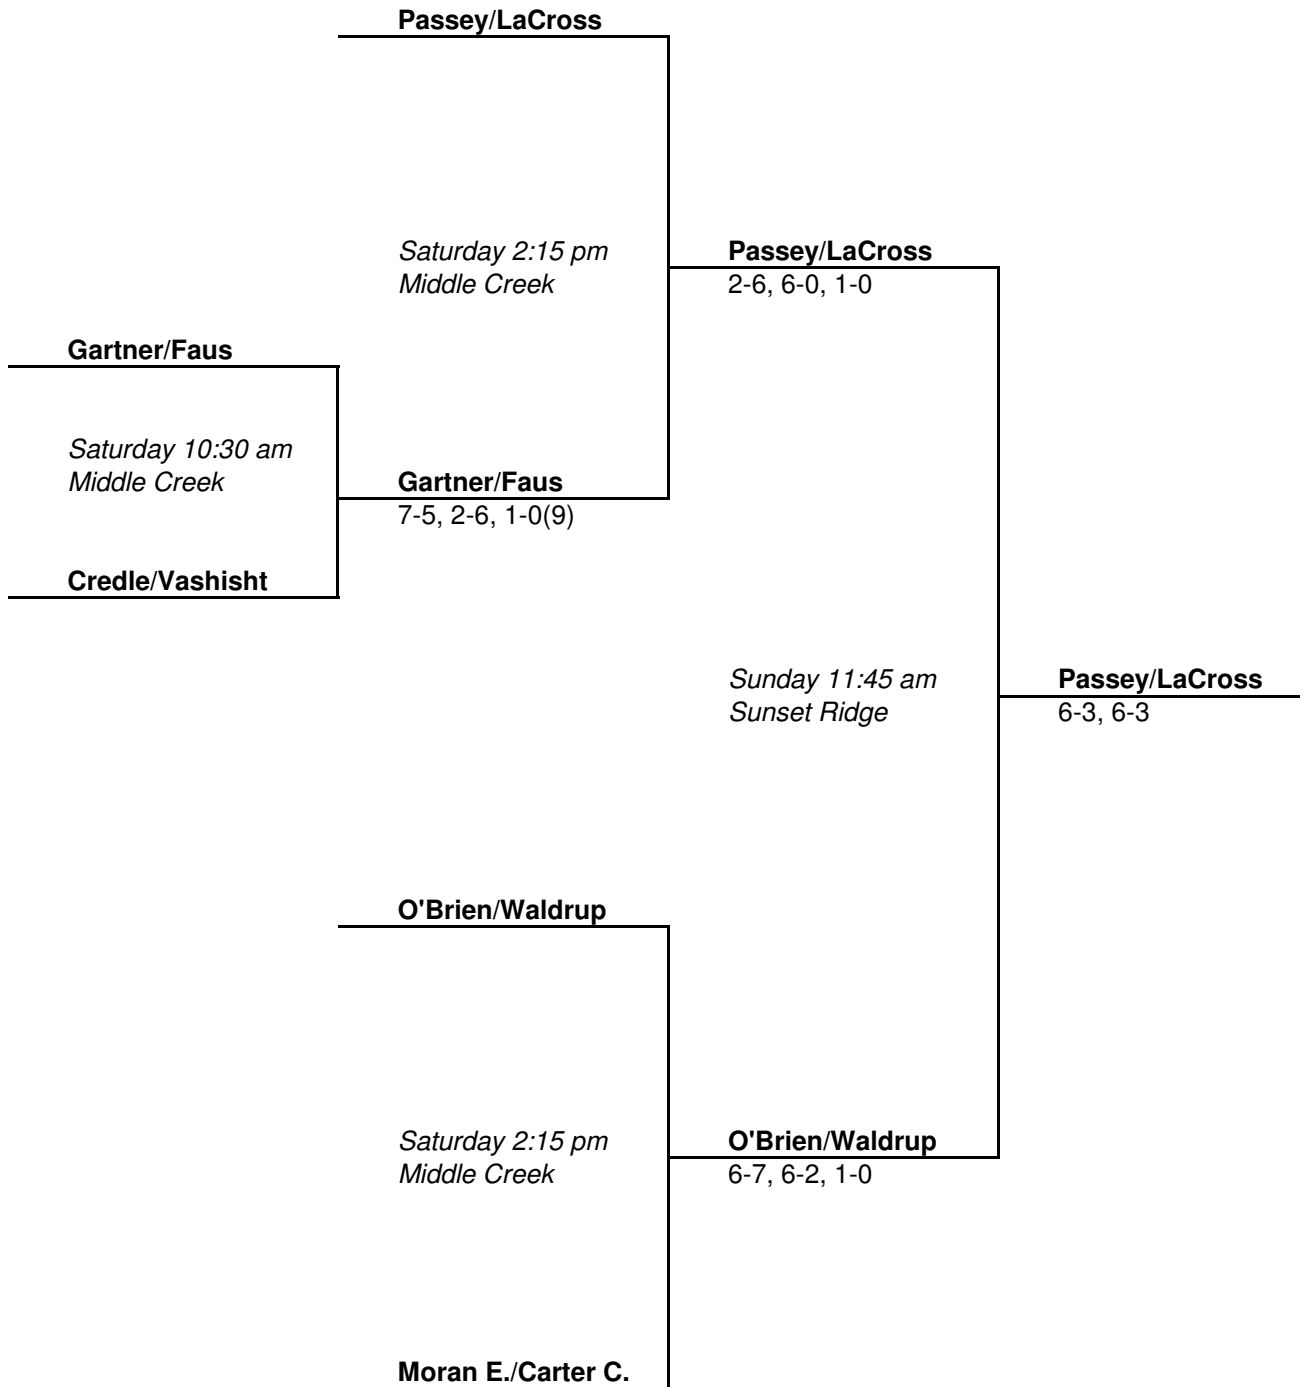 Passey/LaCross
Saturday 2:15 pm
Middle Creek
Passey/LaCross
2-6, 6-0, 1-0
Gartner/Faus
Saturday 10:30 am
Middle Creek
Gartner/Faus
7-5, 2-6, 1-0(9)
Credle/Vashisht
Sunday 11:45 am
Sunset Ridge
Passey/LaCross
6-3, 6-3
O'Brien/Waldrup
Saturday 2:15 pm
Middle Creek
O'Brien/Waldrup
6-7, 6-2, 1-0
Moran E./Carter C.